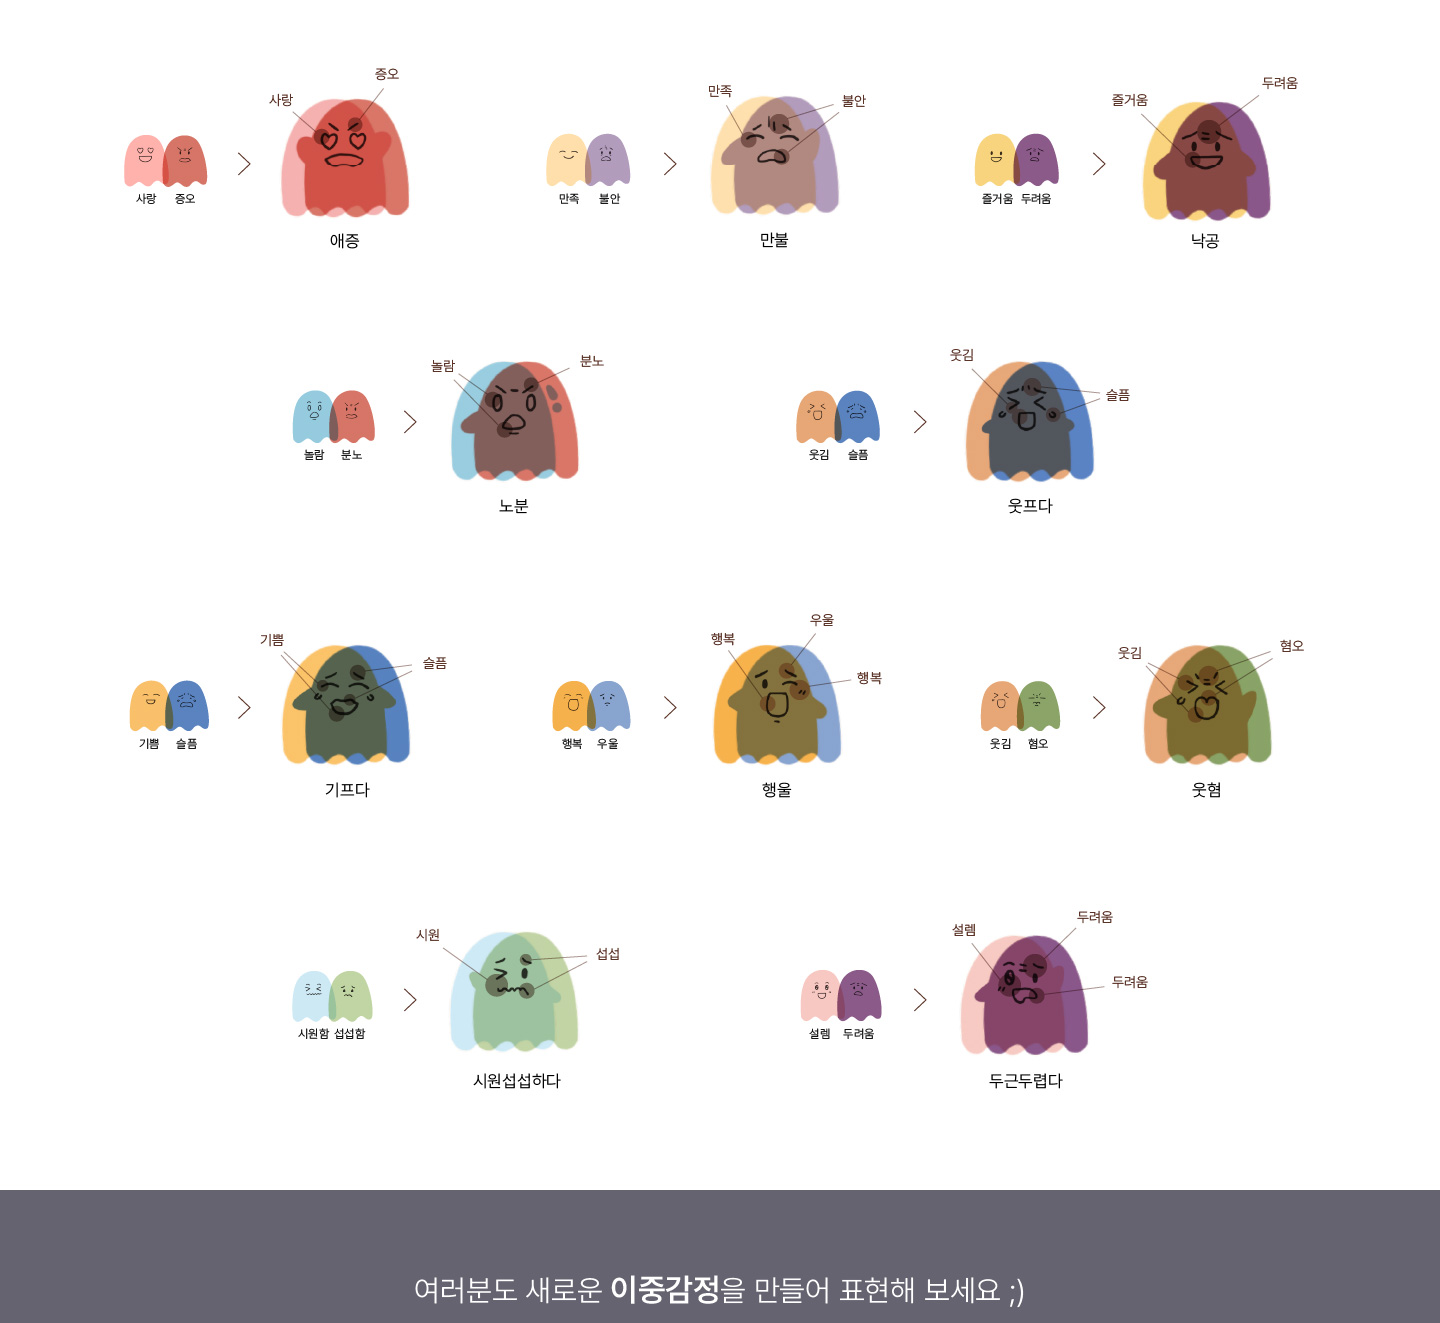 증오
사랑
사랑 증오
애증
만족
불안
만족 불안
만불
두려움
즐거움
즐거움 두려움
낙공
놀람
분노
놀람 분노
노분
웃김
슬픔
웃김 슬픔
웃프다
기쁨
슬픔
기쁨 슬픔
기프다
우울
행복
행복
행복 우울
행울
혐오
웃김
웃김 혐오
웃혐
시원
섭섭
시원함 섭섭함
시원섭섭하다
두려움
설렘
두려움
설렘 두려움
두근두렵다
여러분도 새로운 이중감정을 만들어 표현해 보세요 ;)